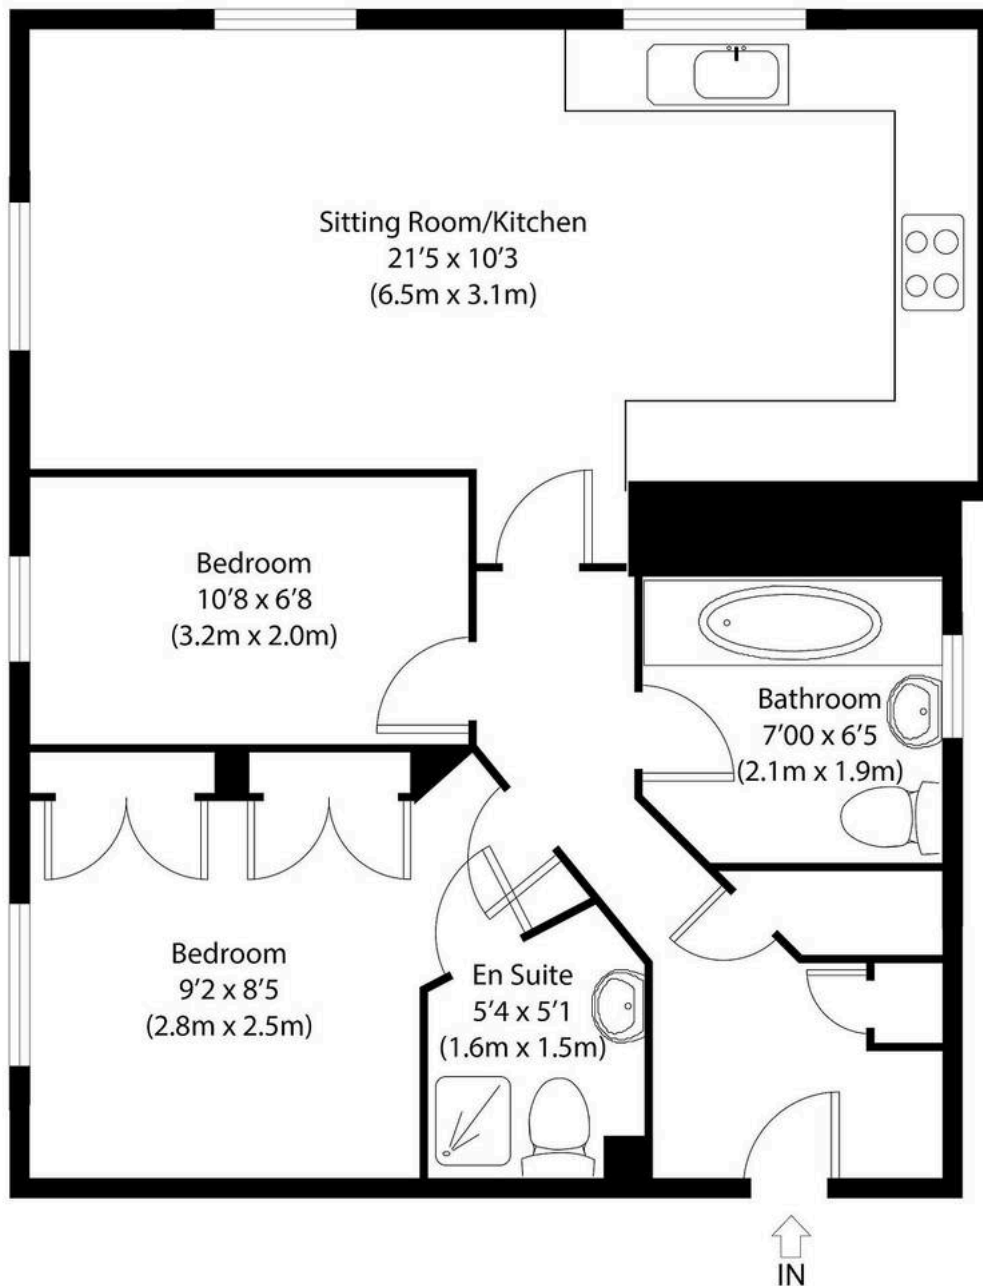 Sitting Room/Kitchen
21'5 x 10'3
(6.5m x 3.1m)
Bedroom
10'8 x 6'8
(3.2m x 2.0m)
Bathroom
7'00 x 6'5
(2.1m x 1.9m)
Bedroom
9'2 x 8'5
(2.8m x 2.5m)
En Suite
5'4 x 5'1
(1.6m x 1.5m)
IN